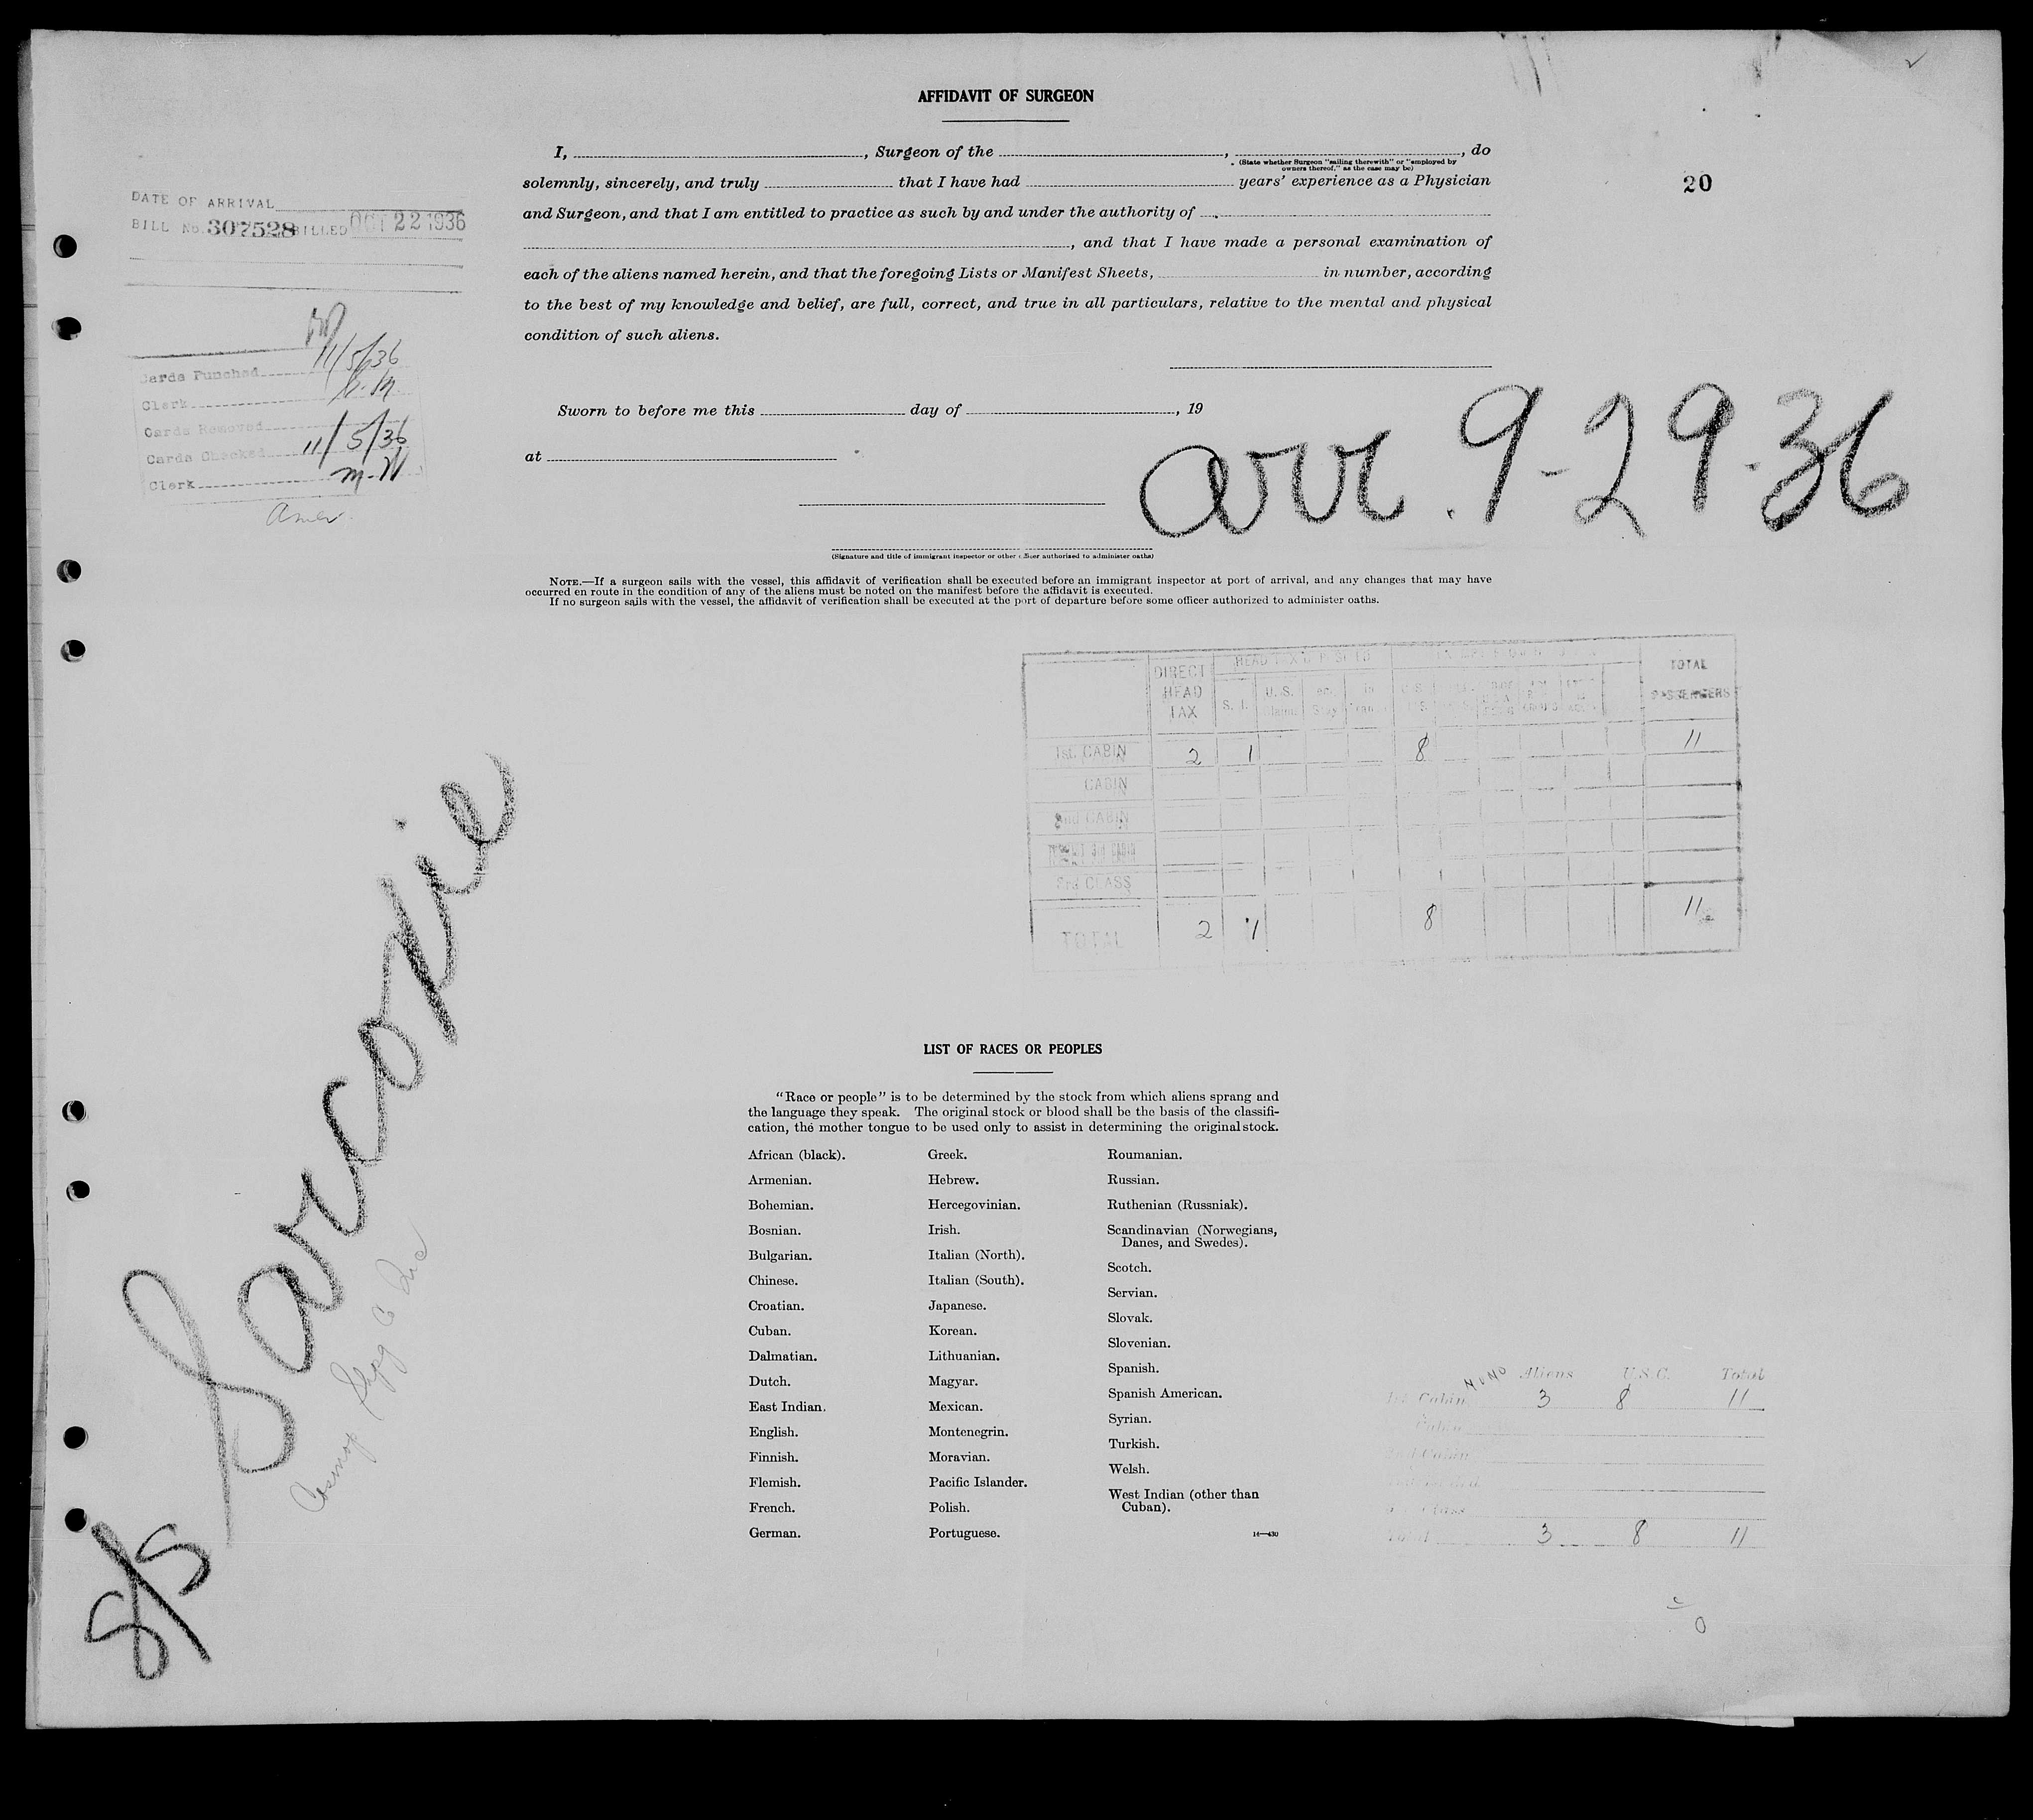 AFFIDAVIT OF SURGEON
I, , Surgeon of the , , do
(State whether Surgeon "sailing therewith" or "employed by
owners thereof," as the case may be)
solemnly, sincerely, and truly that I have had years' experience as a Physician
20
and Surgeon, and that I am entitled to practice as such by and under the authority of
, and that I have made a personal examination of
each of the aliens named herein, and that the foregoing Lists or Manifest Sheets, in number, according
to the best of my knowledge and belief, are full, correct, and true in all particulars, relative to the mental and physical
condition of such aliens.
DATE OF ARRIVAL
BILL No. 307528 BILLED OCT 22 1936
11/5/36
Cards Punched
Clerk
Cards Removed
Cards Checked 11/5/36
Clerk M.W
Amer.
Sworn to before me this day of , 19
at
arr. 9-29-36
(Signature and title of immigrant inspector or other officer authorized to administer oaths)
NOTE.—If a surgeon sails with the vessel, this affidavit of verification shall be executed before an immigrant inspector at port of arrival, and any changes that may have
occurred en route in the condition of any of the aliens must be noted on the manifest before the affidavit is executed.
If no surgeon sails with the vessel, the affidavit of verification shall be executed at the port of departure before some officer authorized to administer oaths.
DIRECT HEAD TAX
S. I.
U. S.
TOTAL PASSENGERS
1st CABIN 2 1 8 11
CABIN
2nd CABIN
3rd CLASS
TOTAL 2 1 8 11
S/S Sarcoxie
LIST OF RACES OR PEOPLES
"Race or people" is to be determined by the stock from which aliens sprang and
the language they speak. The original stock or blood shall be the basis of the classifi-
cation, the mother tongue to be used only to assist in determining the original stock.
African (black).
Armenian.
Bohemian.
Bosnian.
Bulgarian.
Chinese.
Croatian.
Cuban.
Dalmatian.
Dutch.
East Indian.
English.
Finnish.
Flemish.
French.
German.
Greek.
Hebrew.
Hercegovinian.
Irish.
Italian (North).
Italian (South).
Japanese.
Korean.
Lithuanian.
Magyar.
Mexican.
Montenegrin.
Moravian.
Pacific Islander.
Polish.
Portuguese.
Roumanian.
Russian.
Ruthenian (Russniak).
Scandinavian (Norwegians,
Danes, and Swedes).
Scotch.
Servian.
Slovak.
Slovenian.
Spanish.
Spanish American.
Syrian.
Turkish.
Welsh.
West Indian (other than
Cuban).
14—430
Aliens U.S.C. Total
1st Cabin 3 8 11
Cabin
2nd Cabin
Total 3 8 11